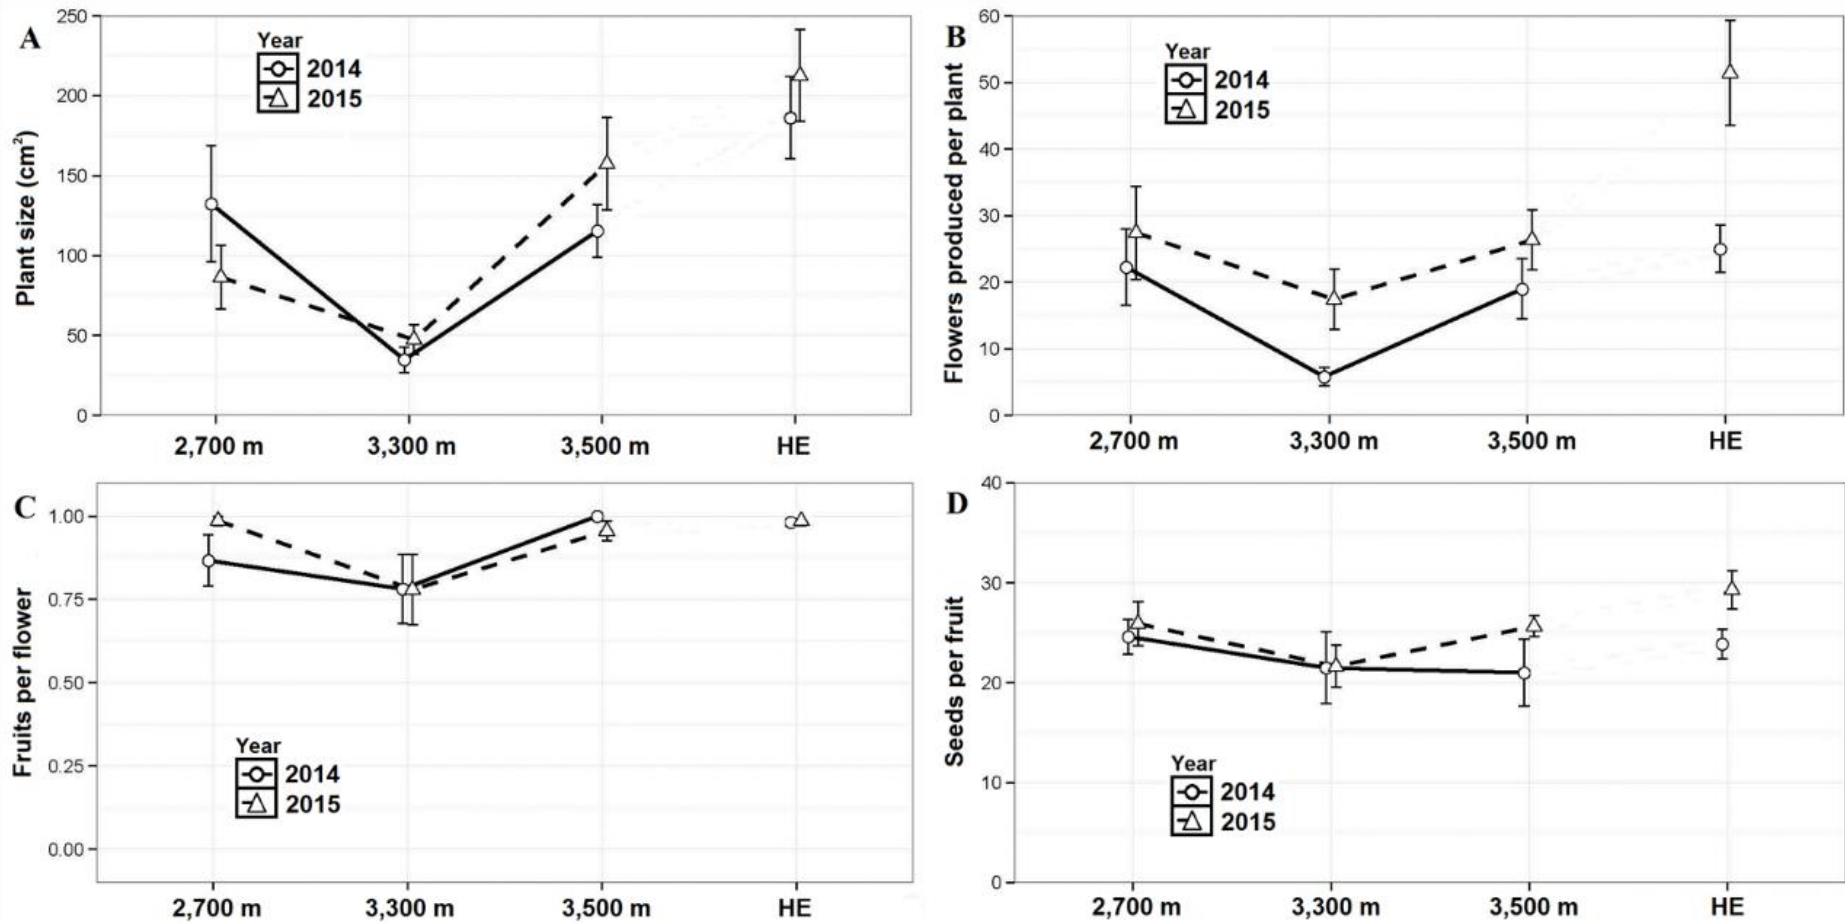 A
Plant size (cm²)
250
200
150
100
50
0
Year
2014
2015
2,700 m
3,300 m
3,500 m
HE
B
Flowers produced per plant
60
50
40
30
20
10
0
Year
2014
2015
2,700 m
3,300 m
3,500 m
HE
C
Fruits per flower
1.00
0.75
0.50
0.25
0.00
Year
2014
2015
2,700 m
3,300 m
3,500 m
HE
D
Seeds per fruit
40
30
20
10
0
Year
2014
2015
2,700 m
3,300 m
3,500 m
HE